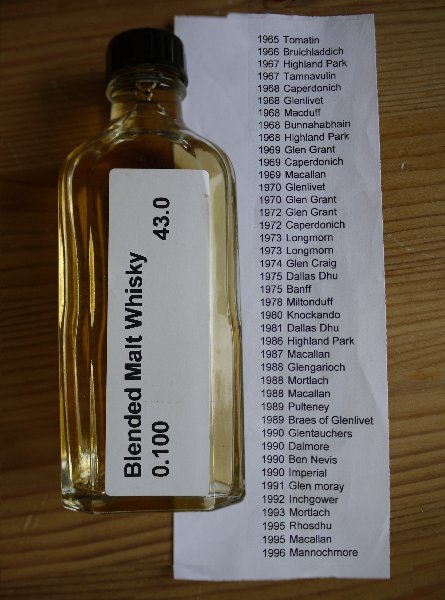 Blended Malt Whisky
0.100 43.0
1965 Tomatin
1966 Bruichladdich
1967 Highland Park
1967 Tamnavulin
1968 Caperdonich
1968 Glenlivet
1968 Macduff
1968 Bunnahabhain
1968 Highland Park
1969 Glen Grant
1969 Caperdonich
1969 Macallan
1970 Glenlivet
1970 Glen Grant
1972 Glen Grant
1972 Caperdonich
1973 Longmorn
1973 Longmorn
1974 Glen Craig
1975 Dallas Dhu
1975 Banff
1978 Miltonduff
1980 Knockando
1981 Dallas Dhu
1986 Highland Park
1987 Macallan
1988 Glengarioch
1988 Mortlach
1988 Macallan
1989 Pulteney
1989 Braes of Glenlivet
1990 Glentauchers
1990 Dalmore
1990 Ben Nevis
1990 Imperial
1991 Glen moray
1992 Inchgower
1993 Mortlach
1995 Rhosdhu
1995 Macallan
1996 Mannochmore